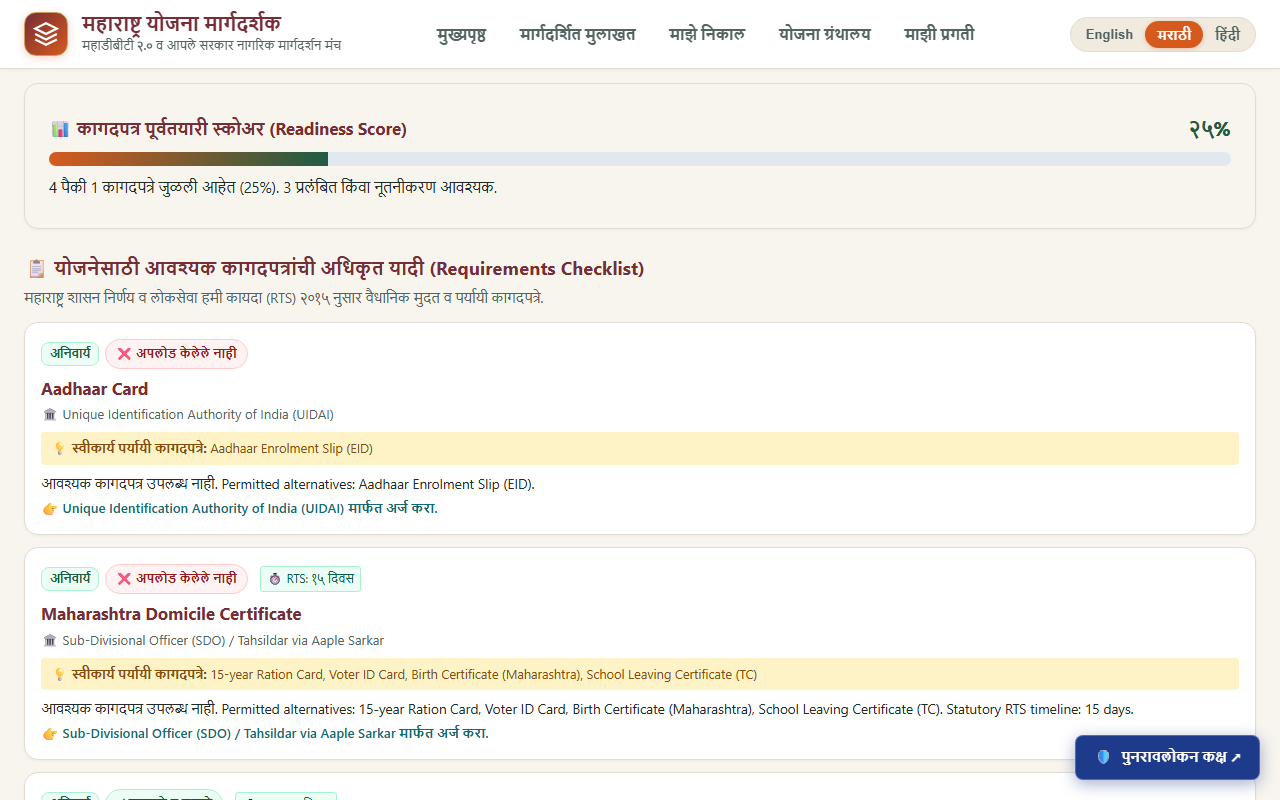 महाराष्ट्र योजना मार्गदर्शक
महाडीबीटी २.० व आपले सरकार नागरिक मार्गदर्शन मंच
मुख्यपृष्ठ मार्गदर्शित मुलाखत माझे निकाल योजना ग्रंथालय माझी प्रगती
English मराठी हिंदी
कागदपत्र पूर्वतयारी स्कोअर (Readiness Score) २५%
4 पैकी 1 कागदपत्रे जुळली आहेत (25%). 3 प्रलंबित किंवा नूतनीकरण आवश्यक.
योजनेसाठी आवश्यक कागदपत्रांची अधिकृत यादी (Requirements Checklist)
महाराष्ट्र शासन निर्णय व लोकसेवा हमी कायदा (RTS) २०१५ नुसार वैधानिक मुदत व पर्यायी कागदपत्रे.
अनिवार्य ❌ अपलोड केलेले नाही
Aadhaar Card
🏛 Unique Identification Authority of India (UIDAI)
💡 स्वीकार्य पर्यायी कागदपत्रे: Aadhaar Enrolment Slip (EID)
आवश्यक कागदपत्र उपलब्ध नाही. Permitted alternatives: Aadhaar Enrolment Slip (EID).
👉 Unique Identification Authority of India (UIDAI) मार्फत अर्ज करा.
अनिवार्य ❌ अपलोड केलेले नाही ⏱ RTS: १५ दिवस
Maharashtra Domicile Certificate
🏛 Sub-Divisional Officer (SDO) / Tahsildar via Aaple Sarkar
💡 स्वीकार्य पर्यायी कागदपत्रे: 15-year Ration Card, Voter ID Card, Birth Certificate (Maharashtra), School Leaving Certificate (TC)
आवश्यक कागदपत्र उपलब्ध नाही. Permitted alternatives: 15-year Ration Card, Voter ID Card, Birth Certificate (Maharashtra), School Leaving Certificate (TC). Statutory RTS timeline: 15 days.
👉 Sub-Divisional Officer (SDO) / Tahsildar via Aaple Sarkar मार्फत अर्ज करा.
पुनरावलोकन कक्ष ↗